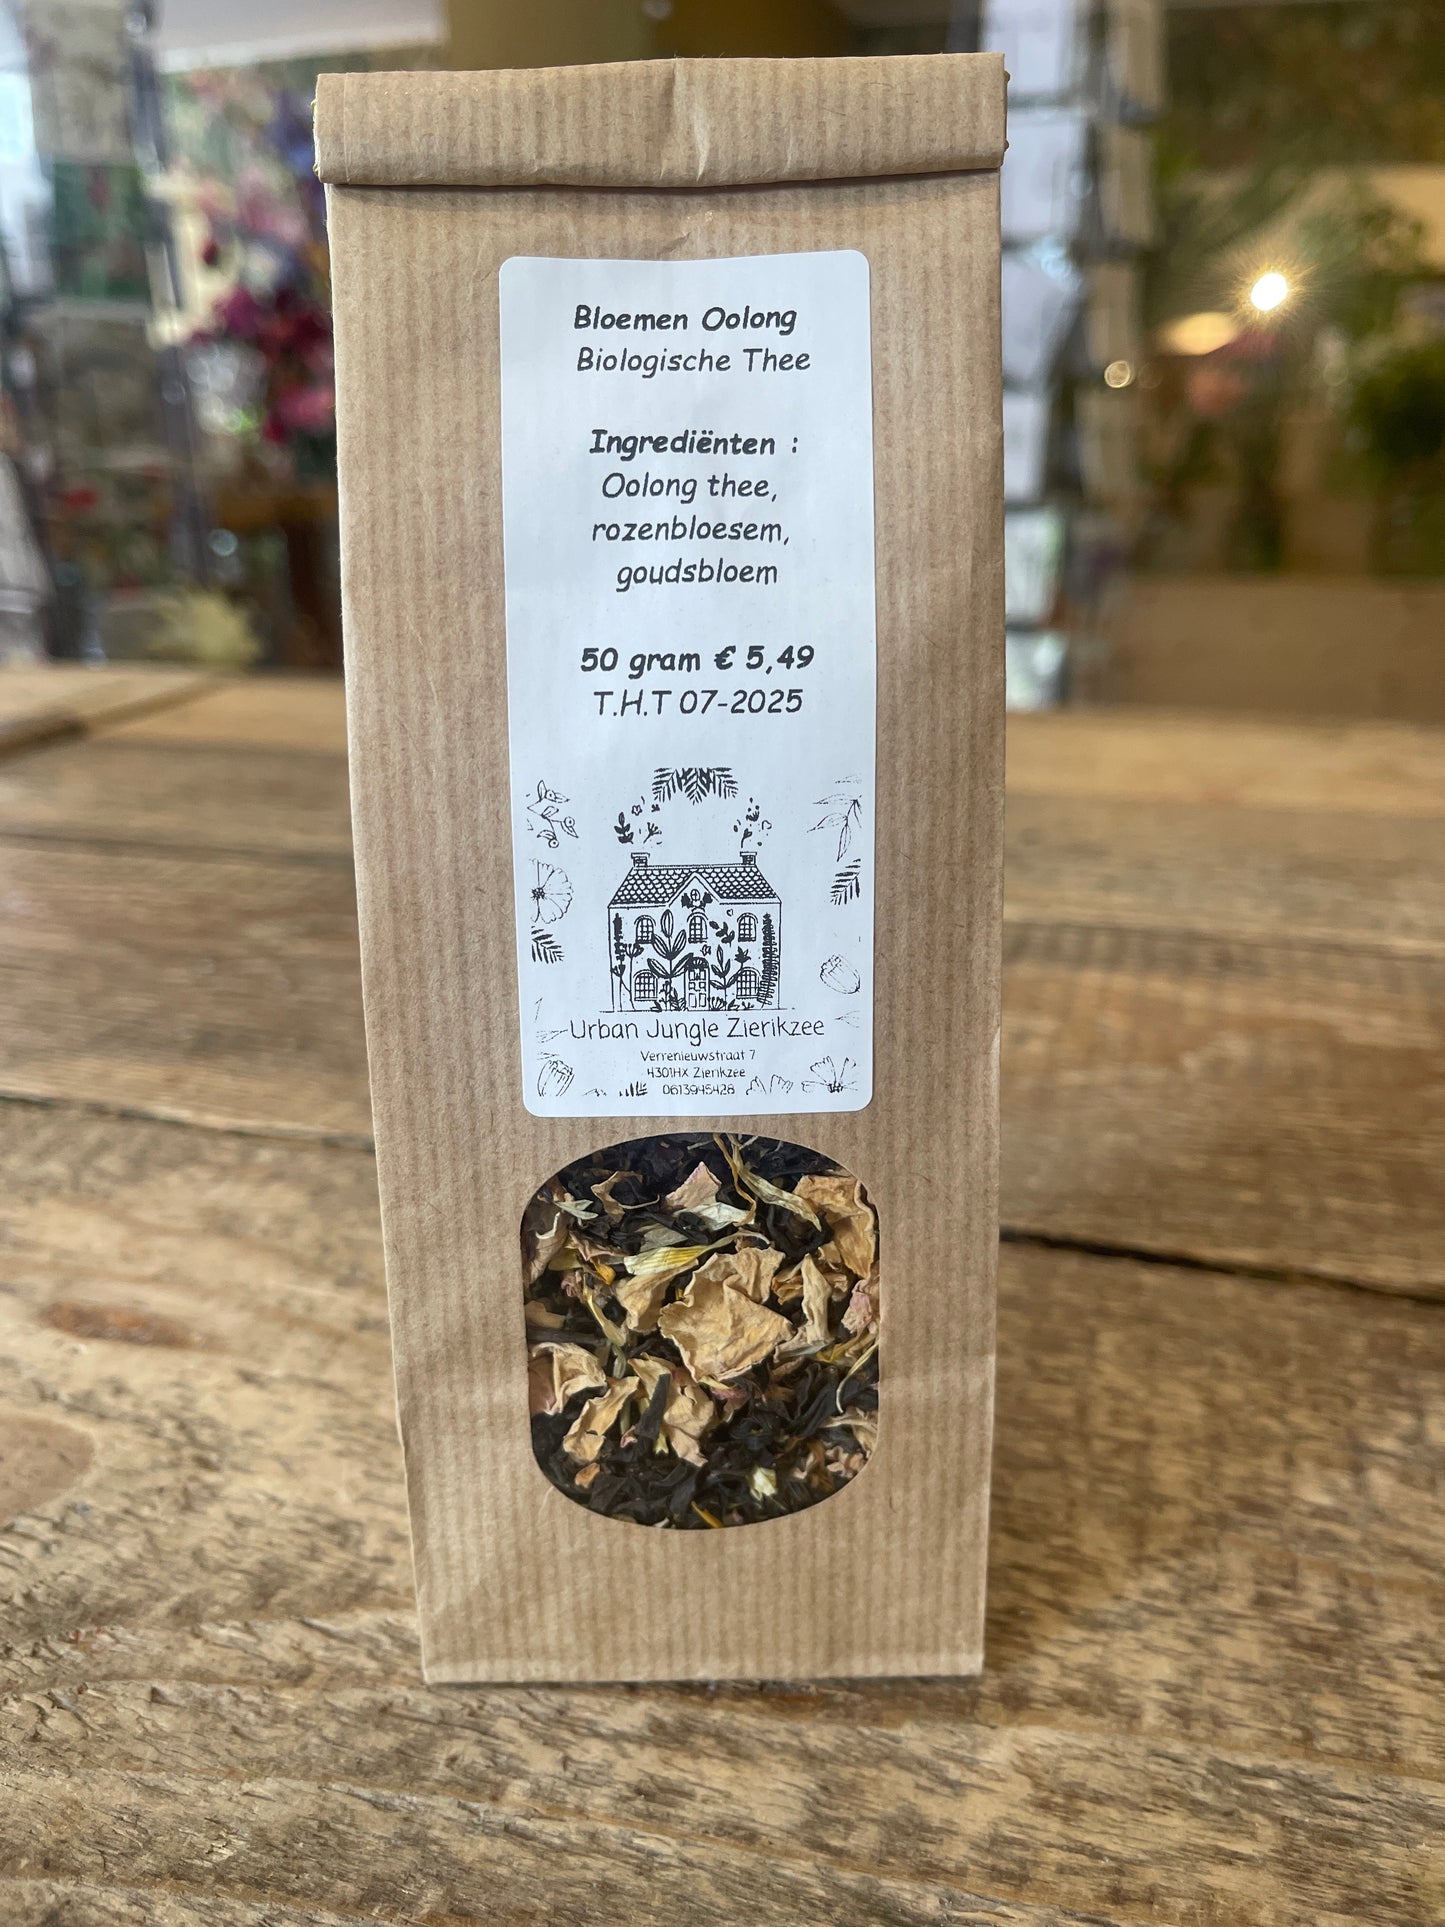 Bloemen Oolong
Biologische Thee
Ingrediënten :
Oolong thee,
rozenbloesem,
goudsbloem
50 gram € 5,49
T.H.T 07-2025
Urban Jungle Zierikzee
Verrenieuwstraat 7
4301HX Zierikzee
0613945428